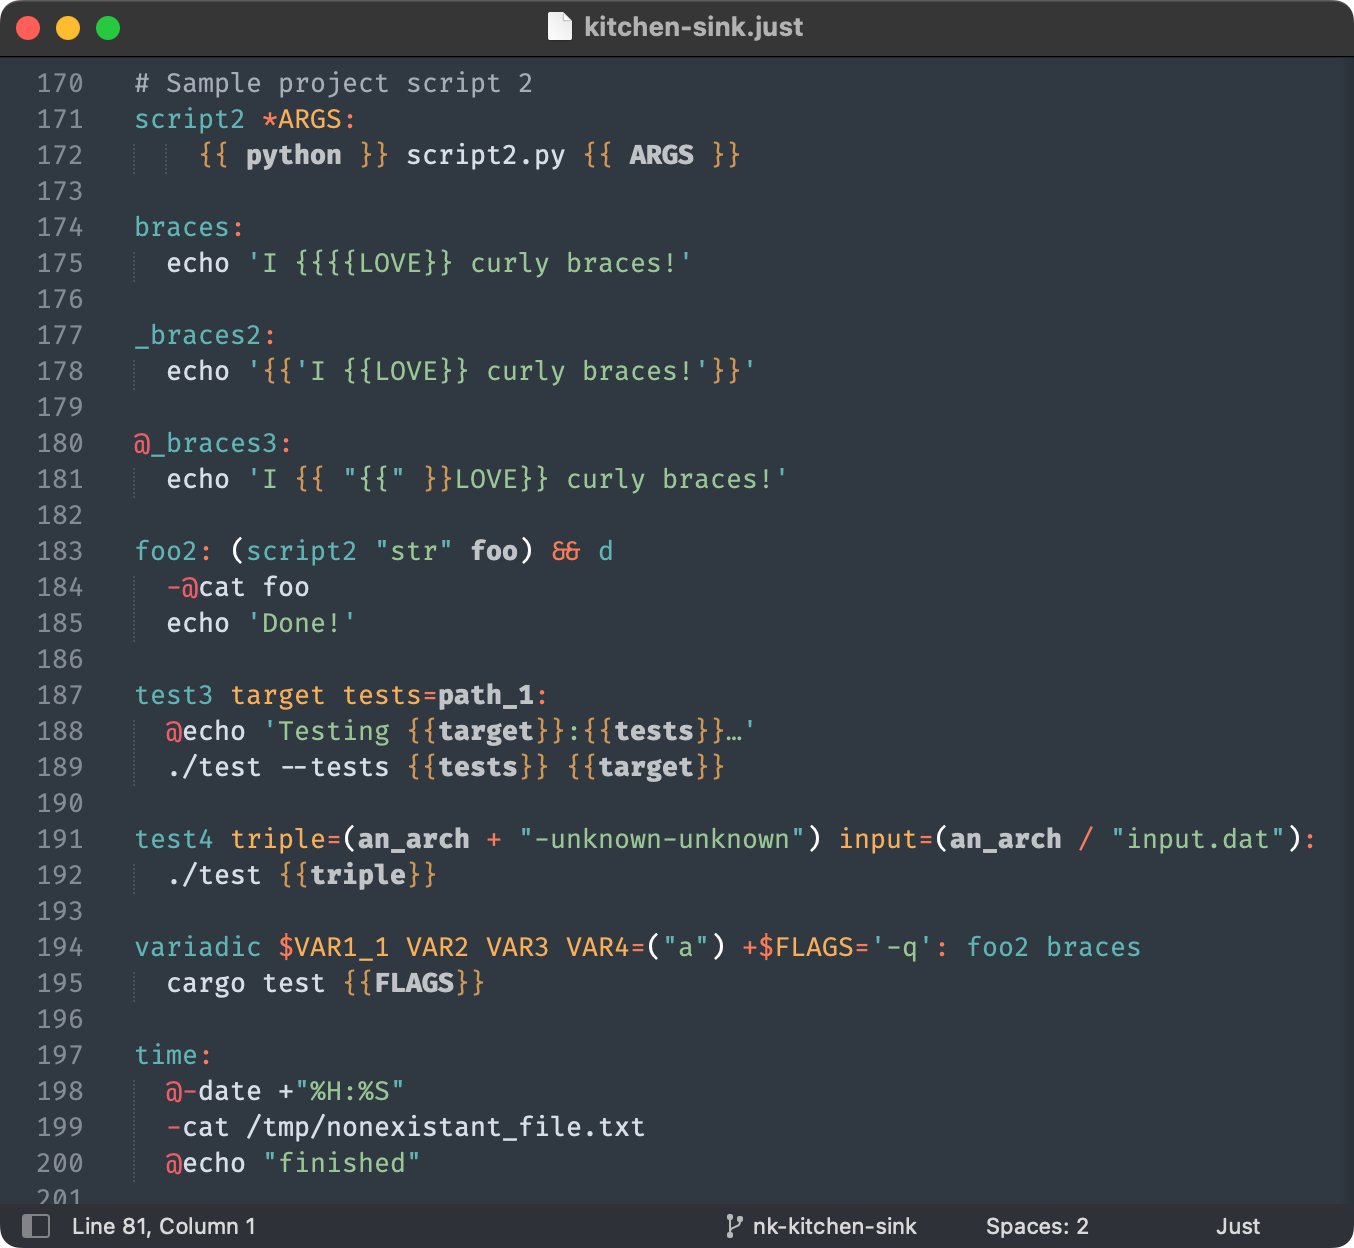 kitchen-sink.just
170 # Sample project script 2
171 script2 *ARGS:
172     {{ python }} script2.py {{ ARGS }}
173
174 braces:
175   echo 'I {{{{LOVE}} curly braces!'
176
177 _braces2:
178   echo '{{'I {{LOVE}} curly braces!'}}'
179
180 @_braces3:
181   echo 'I {{ "{{" }}LOVE}} curly braces!'
182
183 foo2: (script2 "str" foo) && d
184   -@cat foo
185   echo 'Done!'
186
187 test3 target tests=path_1:
188   @echo 'Testing {{target}}:{{tests}}…'
189   ./test --tests {{tests}} {{target}}
190
191 test4 triple=(an_arch + "-unknown-unknown") input=(an_arch / "input.dat"):
192   ./test {{triple}}
193
194 variadic $VAR1_1 VAR2 VAR3 VAR4=("a") +$FLAGS='-q': foo2 braces
195   cargo test {{FLAGS}}
196
197 time:
198   @-date +"%H:%S"
199   -cat /tmp/nonexistant_file.txt
200   @echo "finished"
201
Line 81, Column 1 nk-kitchen-sink Spaces: 2 Just